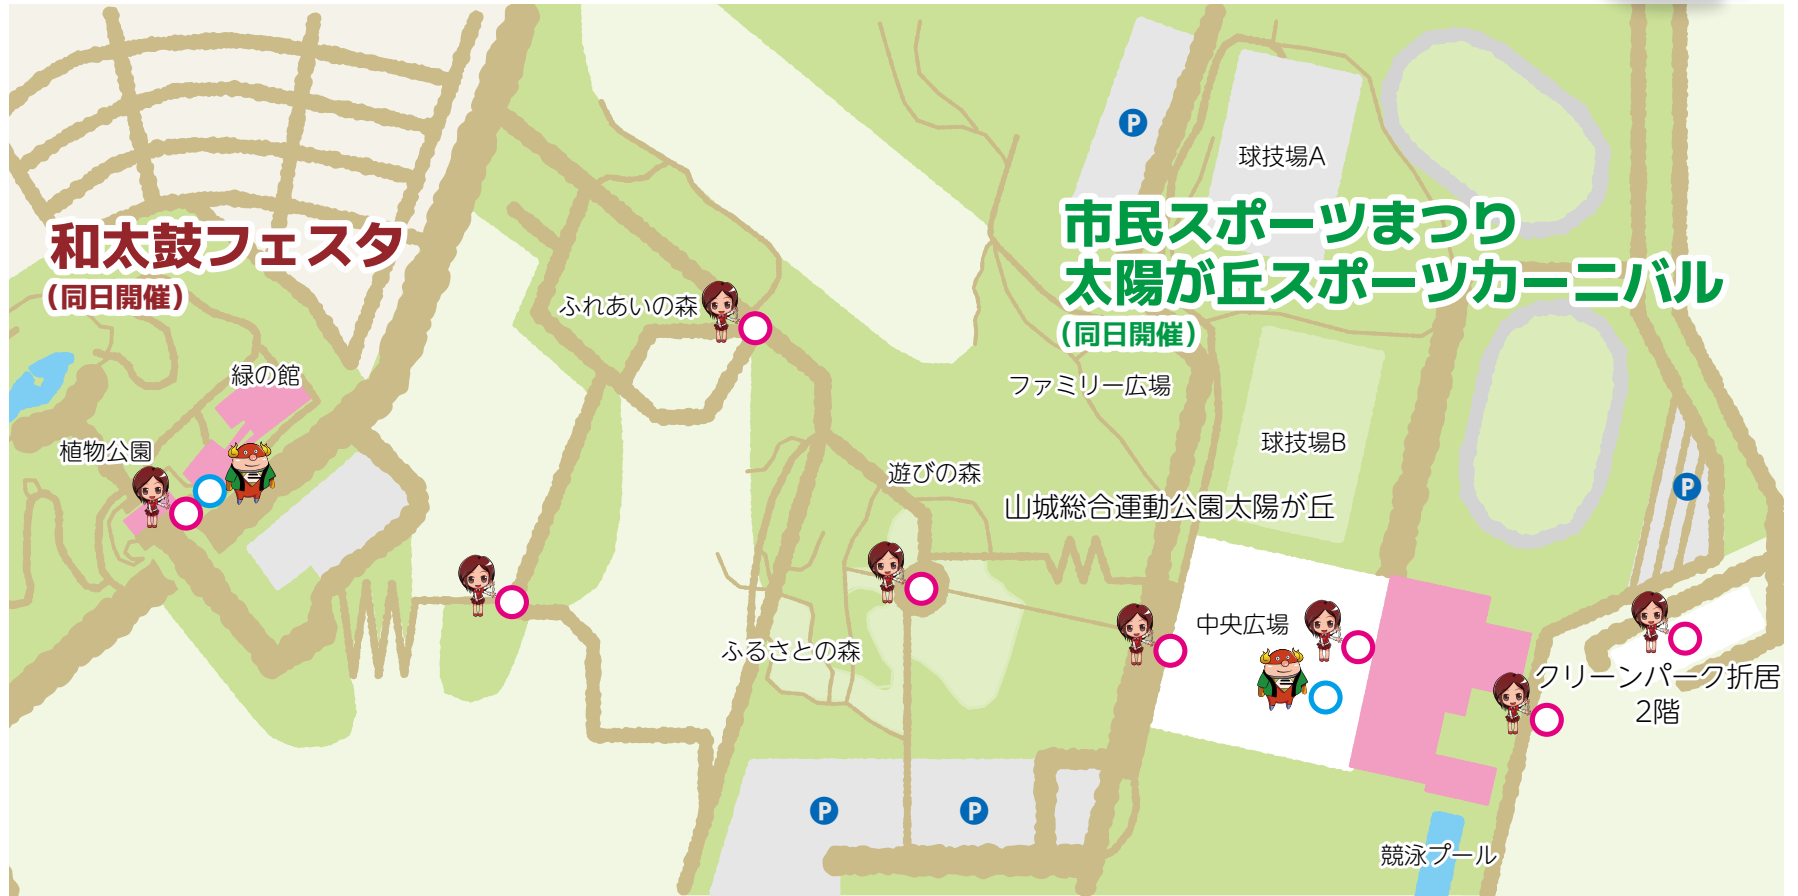 P
球技場A
市民スポーツまつり
太陽が丘スポーツカーニバル
(同日開催)
和太鼓フェスタ
(同日開催)
ふれあいの森
緑の館
ファミリー広場
植物公園
球技場B
遊びの森
P
山城総合運動公園太陽が丘
中央広場
ふるさとの森
クリーンパーク折居
2階
P
P
競泳プール